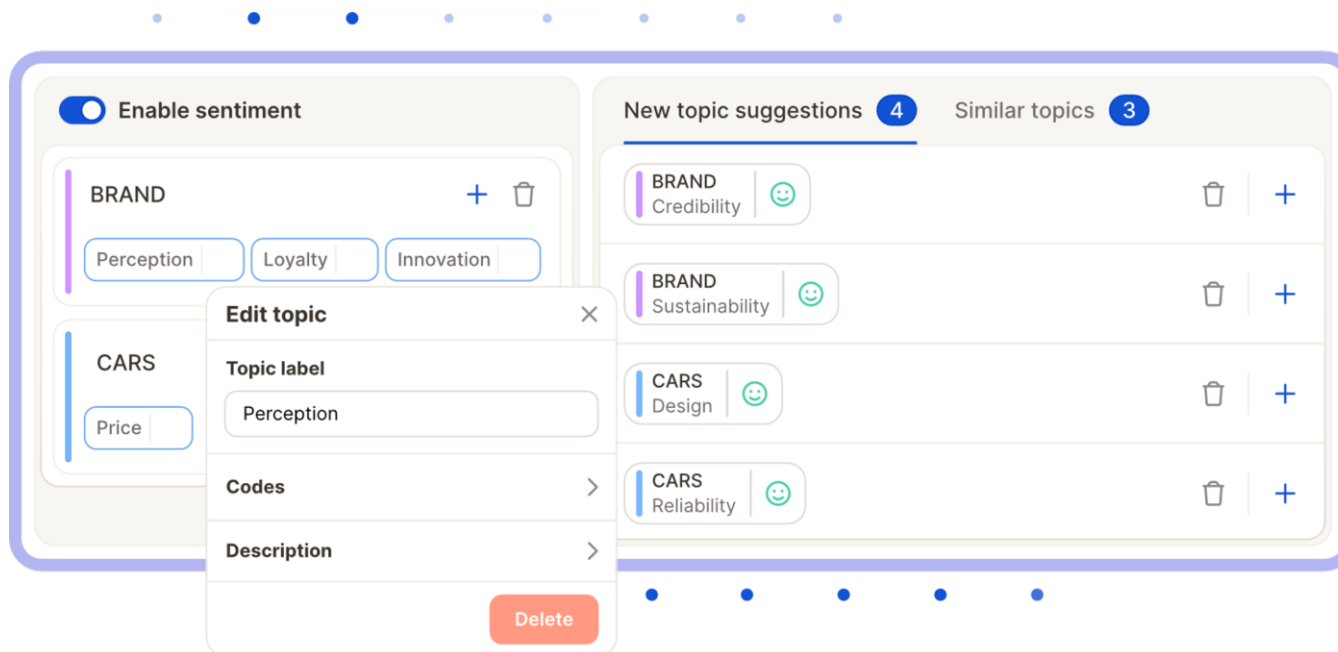 Enable sentiment
BRAND
Perception Loyalty Innovation
CARS
Price
Edit topic
Topic label
Perception
Codes
Description
Delete
New topic suggestions 4 Similar topics 3
BRAND
Credibility
BRAND
Sustainability
CARS
Design
CARS
Reliability